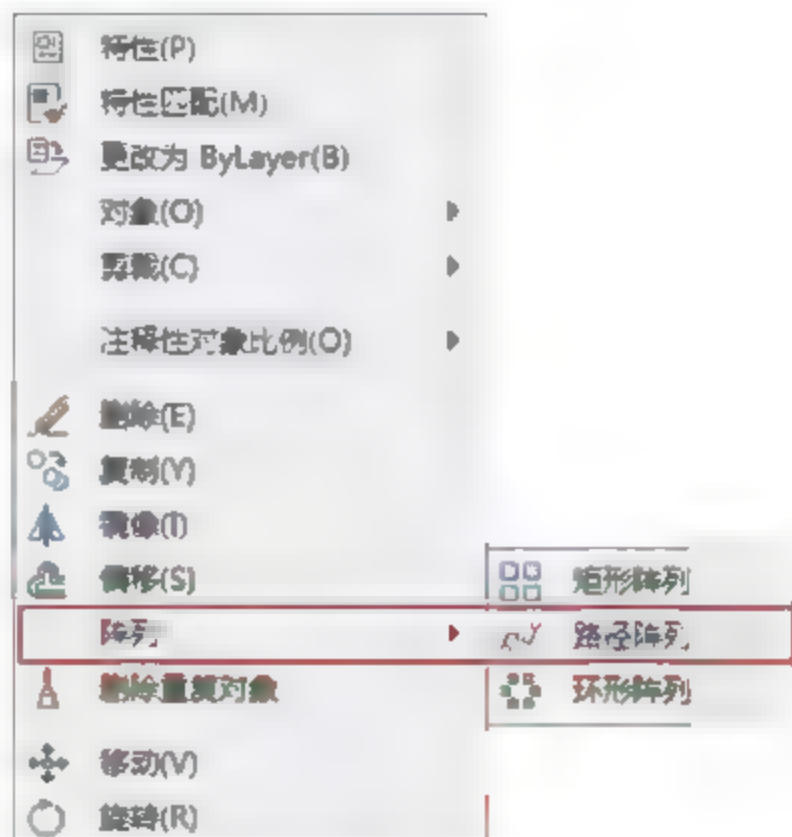 特性(P)
特性匹配(M)
更改为 ByLayer(B)
对象(O)
剪裁(C)
注释性对象比例(O)
删除(E)
复制(Y)
镜像(I)
偏移(S)
阵列
删除重复对象
移动(V)
旋转(R)
矩形阵列
路径阵列
环形阵列